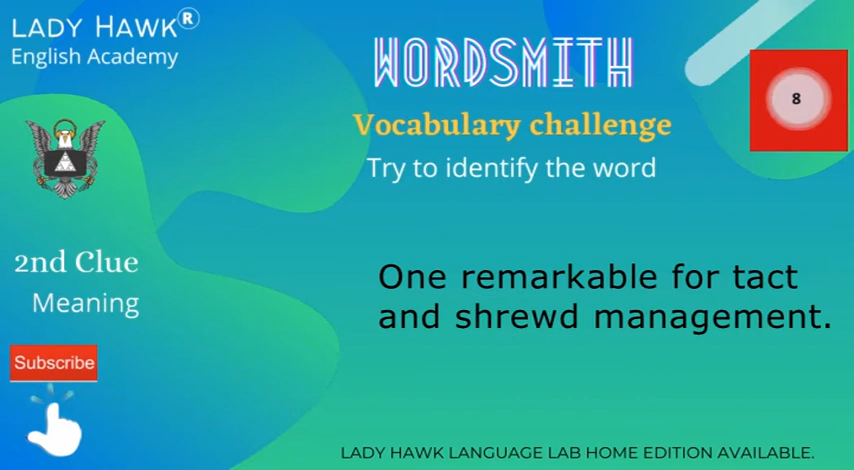 LADY HAWK®
English Academy
WORDSMITH
Vocabulary challenge
Try to identify the word
8
2nd Clue
Meaning
One remarkable for tact
and shrewd management.
Subscribe
LADY HAWK LANGUAGE LAB HOME EDITION AVAILABLE.